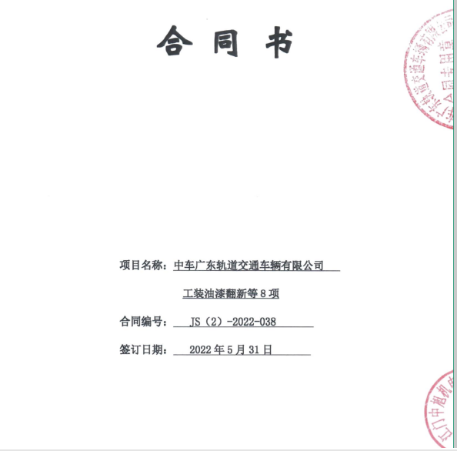 合同书
项目名称：中车广东轨道交通车辆有限公司
工装油漆翻新等8项
合同编号：JS（2）-2022-038
签订日期：2022年5月31日